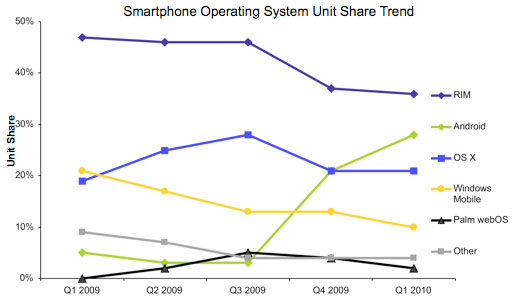 Smartphone Operating System Unit Share Trend
50%
40%
30%
20%
10%
0%
Unit Share
Q1 2009
Q2 2009
Q3 2009
Q4 2009
Q1 2010
RIM
Android
OS X
Windows
Mobile
Palm webOS
Other